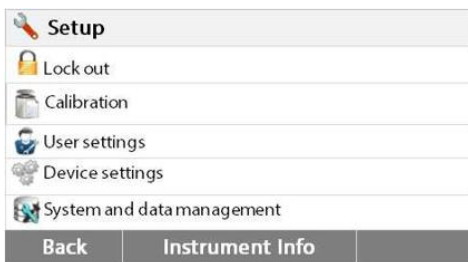 Setup
Lock out
Calibration
User settings
Device settings
System and data management
Back Instrument Info